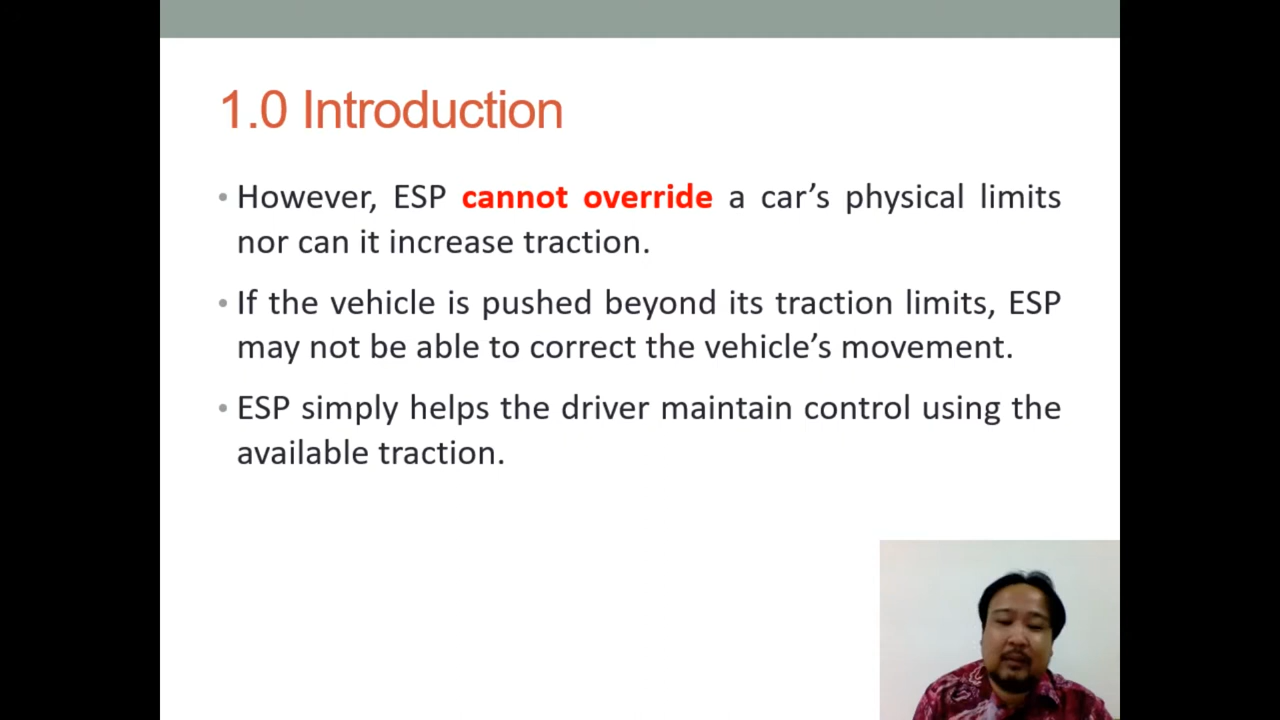 1.0 Introduction
• However, ESP cannot override a car’s physical limits
nor can it increase traction.
• If the vehicle is pushed beyond its traction limits, ESP
may not be able to correct the vehicle’s movement.
• ESP simply helps the driver maintain control using the
available traction.